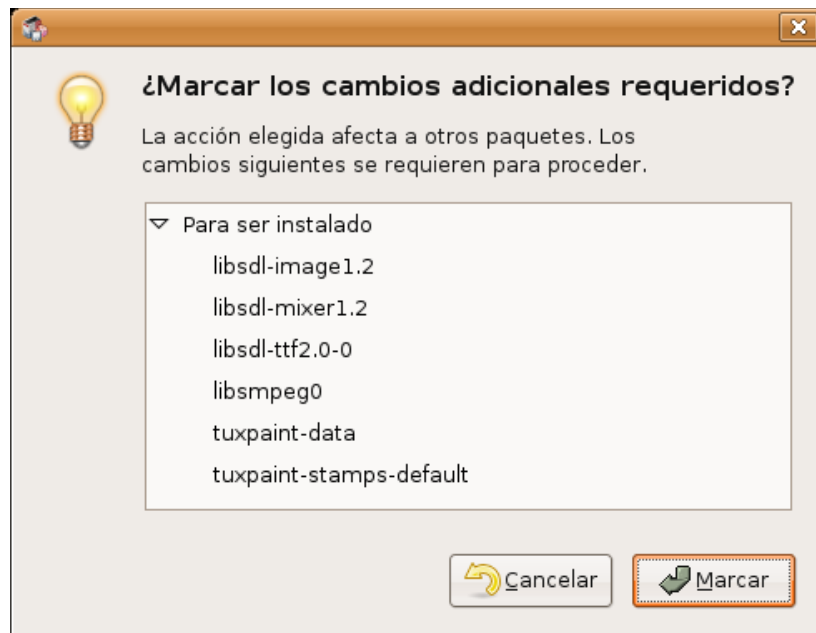 ¿Marcar los cambios adicionales requeridos?
La acción elegida afecta a otros paquetes. Los
cambios siguientes se requieren para proceder.
Para ser instalado
libsdl-image1.2
libsdl-mixer1.2
libsdl-ttf2.0-0
libsmpeg0
tuxpaint-data
tuxpaint-stamps-default
Cancelar
Marcar